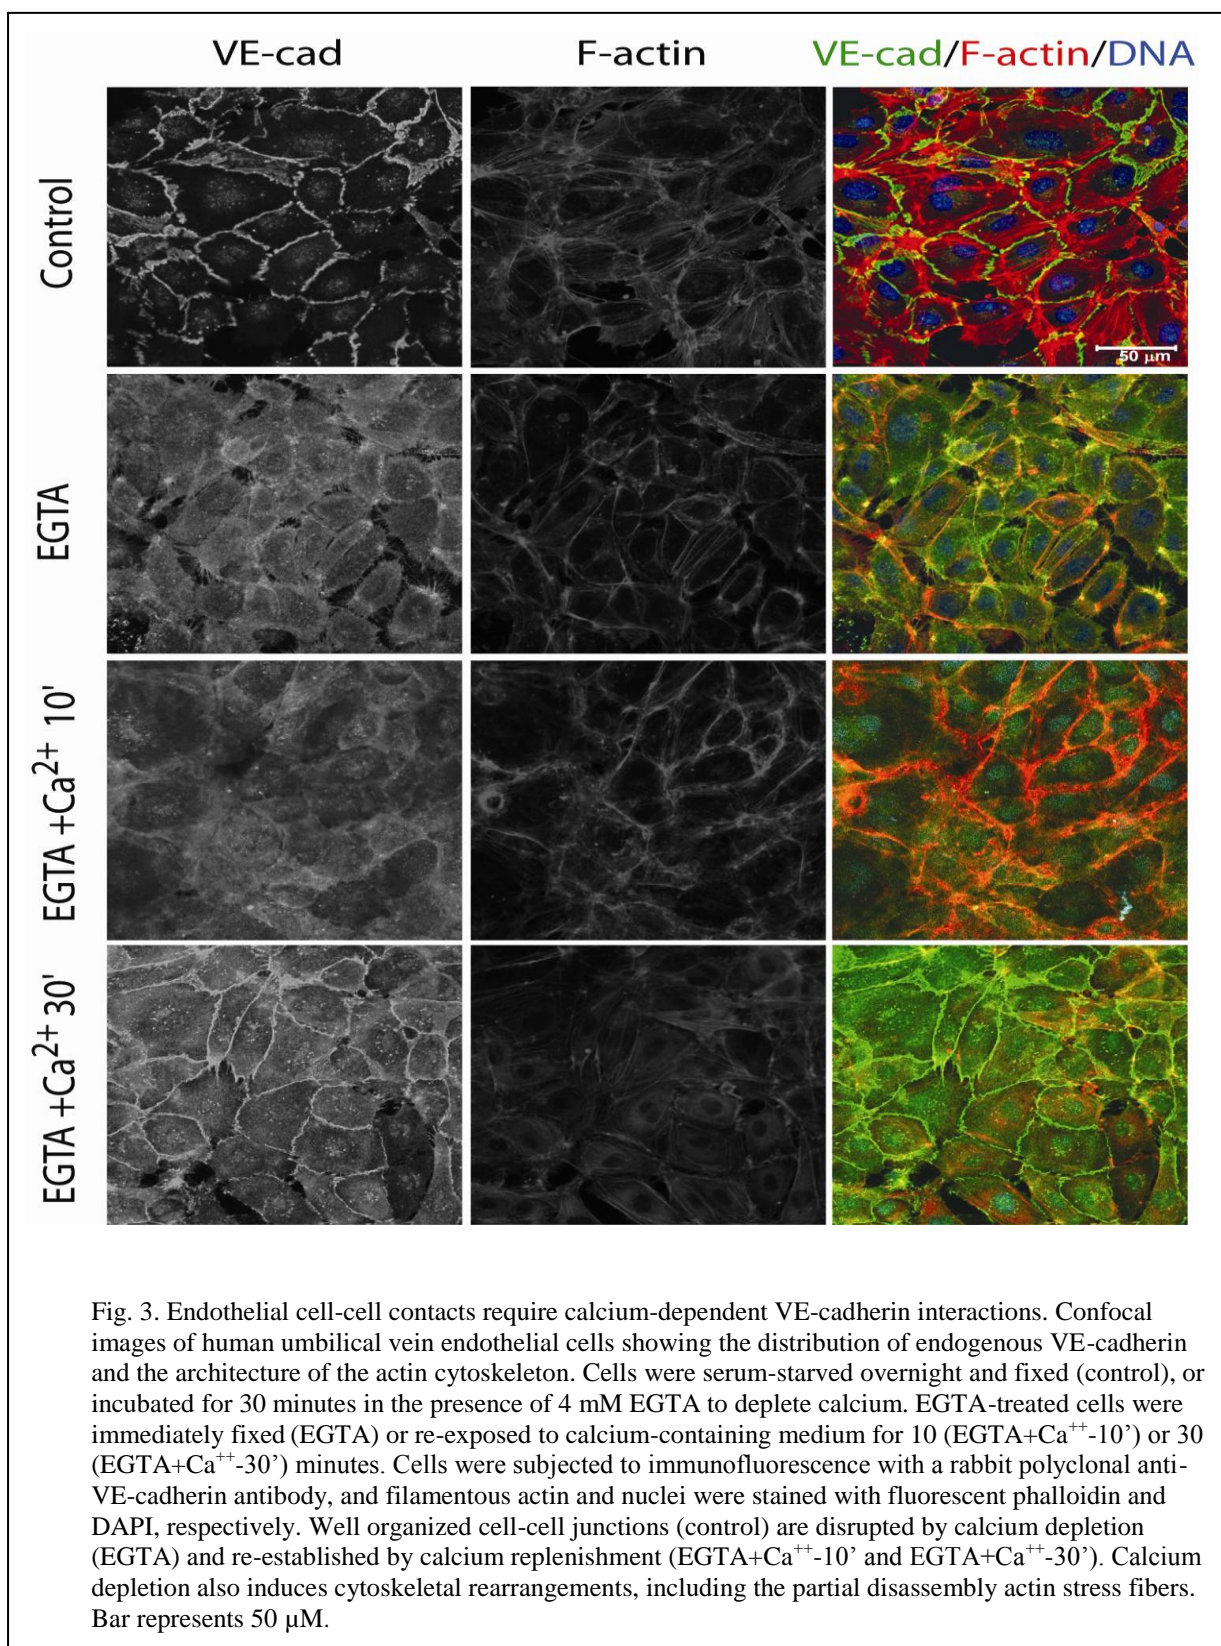 VE-cad F-actin VE-cad/F-actin/DNA
Control
50 µm
EGTA
EGTA +Ca²⁺ 10'
EGTA +Ca²⁺ 30'
Fig. 3. Endothelial cell-cell contacts require calcium-dependent VE-cadherin interactions. Confocal
images of human umbilical vein endothelial cells showing the distribution of endogenous VE-cadherin
and the architecture of the actin cytoskeleton. Cells were serum-starved overnight and fixed (control), or
incubated for 30 minutes in the presence of 4 mM EGTA to deplete calcium. EGTA-treated cells were
immediately fixed (EGTA) or re-exposed to calcium-containing medium for 10 (EGTA+Ca⁺⁺-10’) or 30
(EGTA+Ca⁺⁺-30’) minutes. Cells were subjected to immunofluorescence with a rabbit polyclonal anti-
VE-cadherin antibody, and filamentous actin and nuclei were stained with fluorescent phalloidin and
DAPI, respectively. Well organized cell-cell junctions (control) are disrupted by calcium depletion
(EGTA) and re-established by calcium replenishment (EGTA+Ca⁺⁺-10’ and EGTA+Ca⁺⁺-30’). Calcium
depletion also induces cytoskeletal rearrangements, including the partial disassembly actin stress fibers.
Bar represents 50 µM.